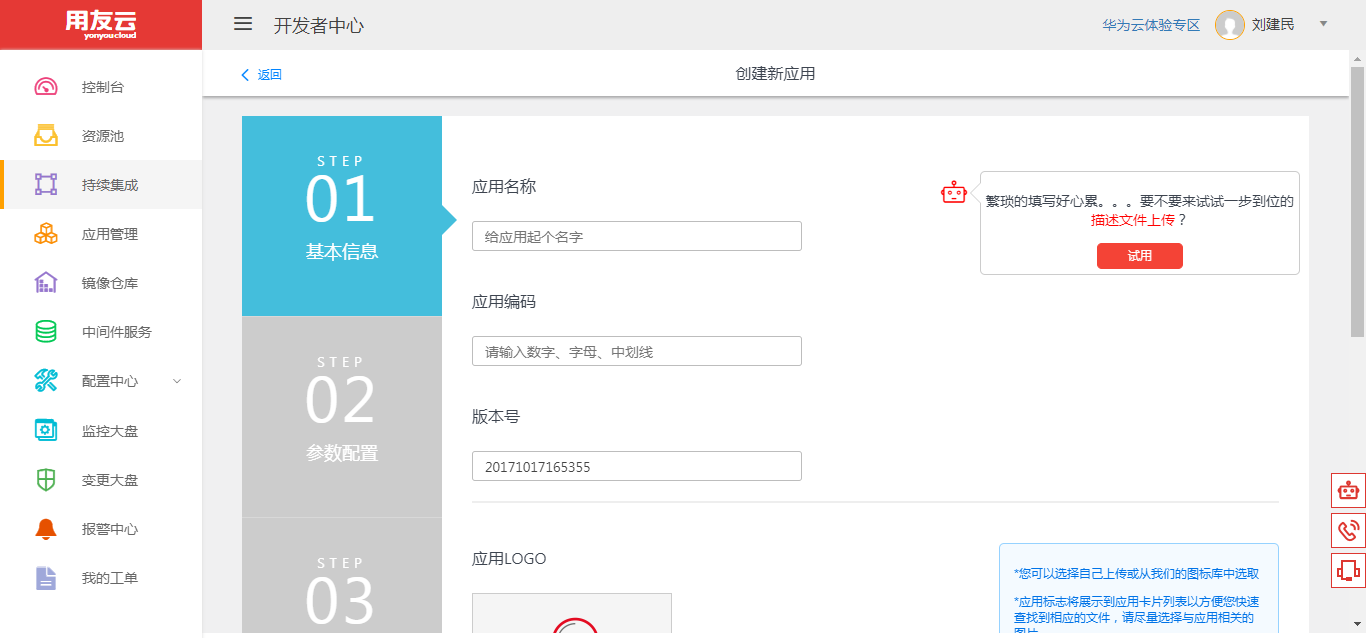 用友云
yonyoucloud
开发者中心
华为云体验专区
刘建民
控制台
资源池
持续集成
应用管理
镜像仓库
中间件服务
配置中心
监控大盘
变更大盘
报警中心
我的工单
返回
创建新应用
STEP
01
基本信息
STEP
02
参数配置
STEP
03
应用名称
给应用起个名字
应用编码
请输入数字、字母、中划线
版本号
20171017165355
繁琐的填写好心累。。。要不要来试试一步到位的
描述文件上传？
试用
应用LOGO
*您可以选择自己上传或从我们的图标库中选取
*应用标志将展示到应用卡片列表以方便您快速
查找到相应的文件，请尽量选择与应用相关的
图片